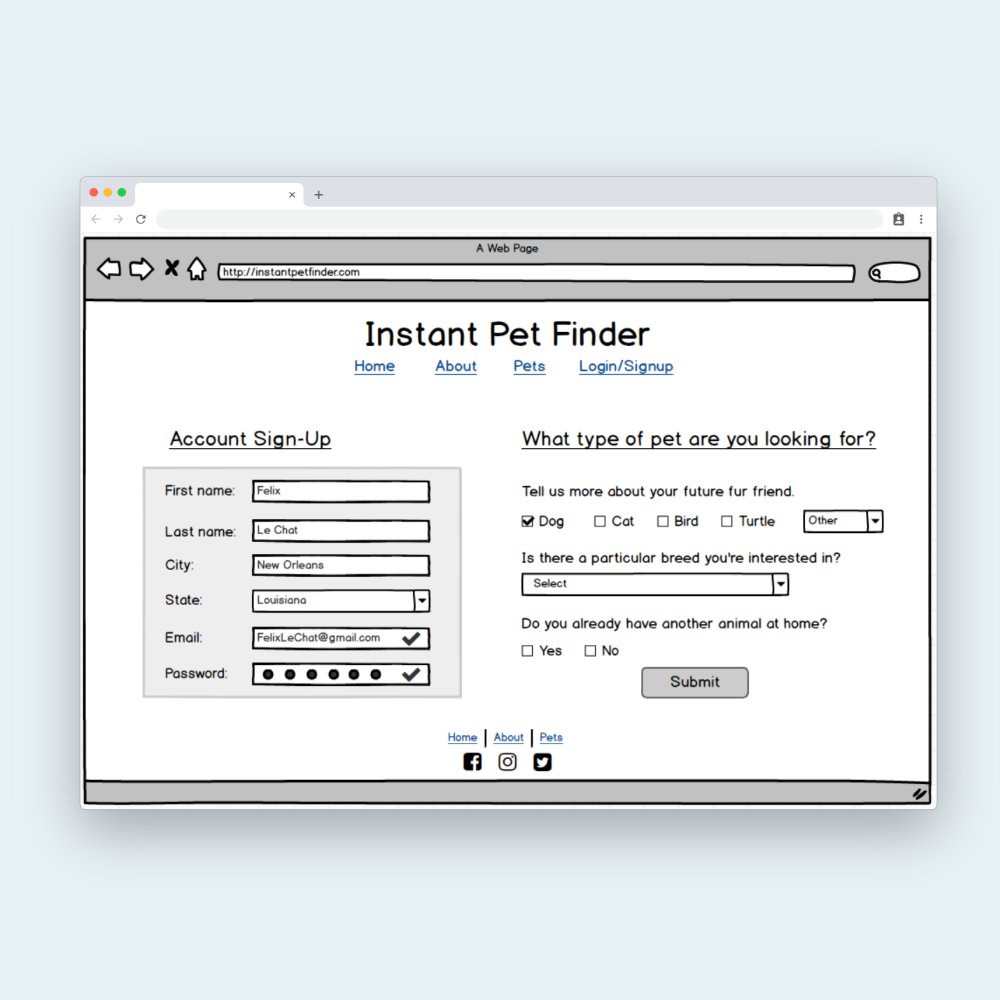 A Web Page
http://instantpetfinder.com
Instant Pet Finder
Home About Pets Login/Signup
Account Sign-Up
First name: Felix
Last name: Le Chat
City: New Orleans
State: Louisiana
Email: FelixLeChat@gmail.com
Password:
What type of pet are you looking for?
Tell us more about your future fur friend.
Dog Cat Bird Turtle Other
Is there a particular breed you're interested in?
Select
Do you already have another animal at home?
Yes No
Submit
Home About Pets